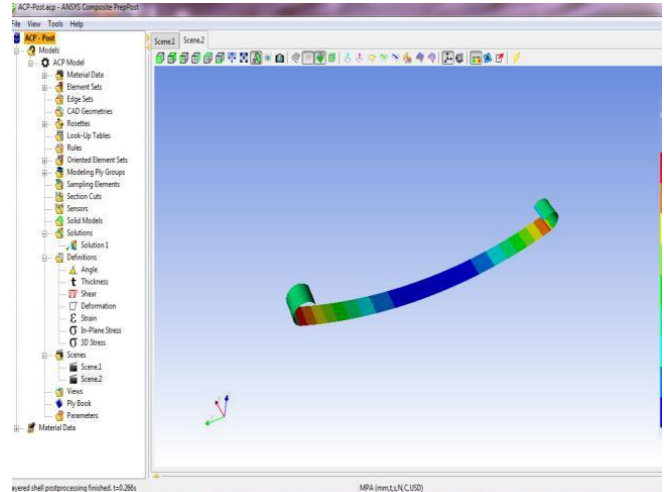 ACP-Post.acp - ANSYS Composite PrepPost
File View Tools Help
ACP - Post
Models
ACP Model
Material Data
Element Sets
Edge Sets
CAD Geometries
Rosettes
Look-Up Tables
Rules
Oriented Element Sets
Modeling Ply Groups
Sampling Elements
Section Cuts
Sensors
Solid Models
Solutions
Solution 1
Definitions
Angle
Thickness
Shear
Deformation
Strain
In-Plane Stress
3D Stress
Scenes
Scene.1
Scene.2
Views
Ply Book
Parameters
Material Data
Scene.1 Scene.2
ayered shell postprocessing finished. t=0.266s
MPA (mm,t,s,N,C,USD)